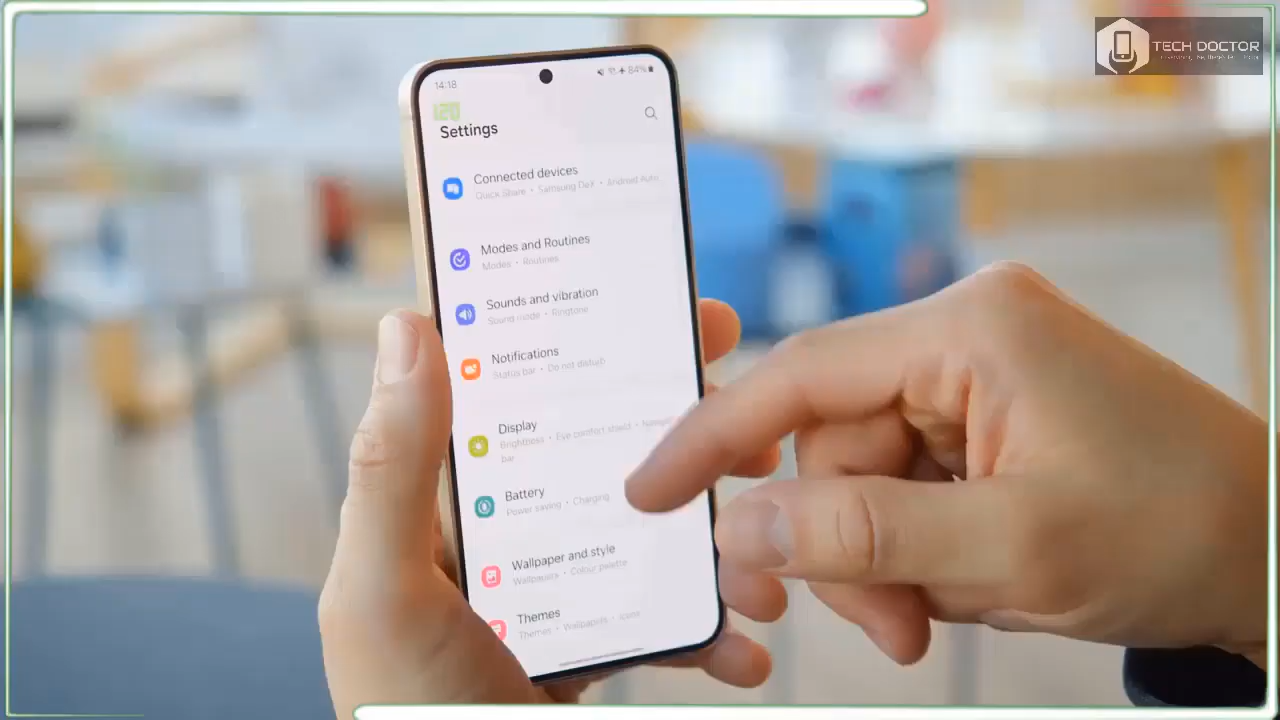 TECH DOCTOR
14:18
84%
Settings
Connected devices
Quick Share • Samsung DeX • Android Auto
Modes and Routines
Modes • Routines
Sounds and vibration
Sound mode • Ringtone
Notifications
Status bar • Do not disturb
Display
Brightness • Eye comfort shield •
bar
Battery
Power saving • Charging
Wallpaper and style
Wallpapers • Colour palette
Themes
Themes • Wallpapers • Icons